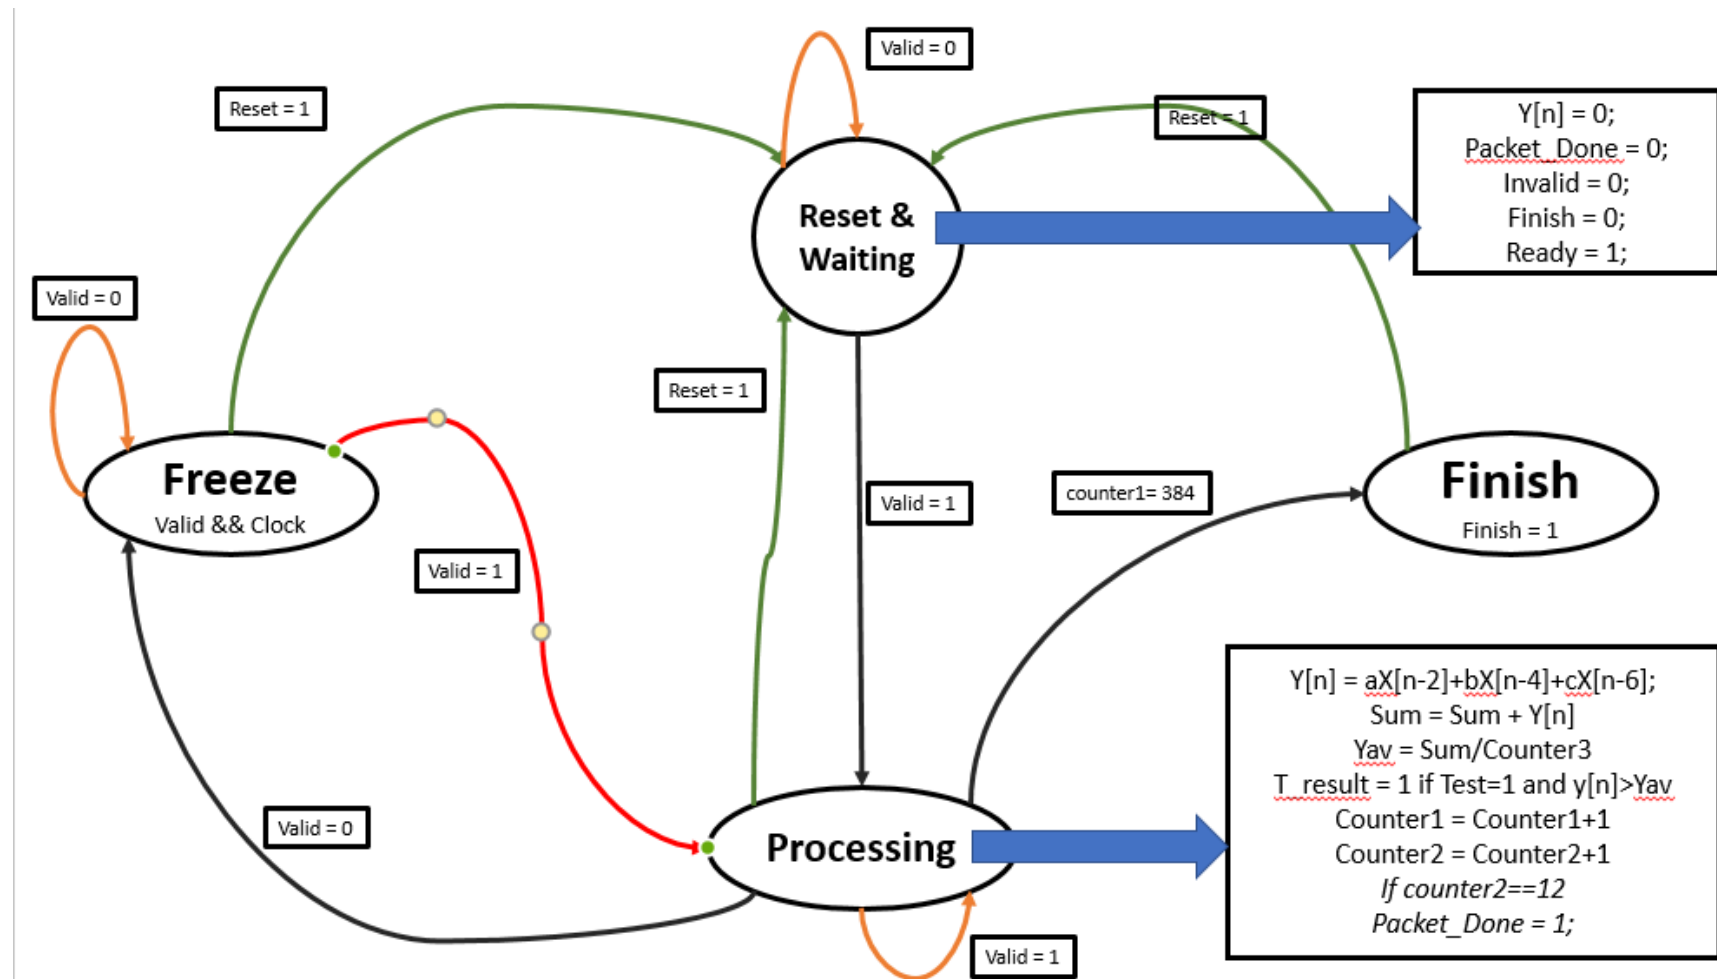 Valid = 0
Reset = 1
Reset = 1
Y[n] = 0;
Packet_Done = 0;
Invalid = 0;
Finish = 0;
Ready = 1;
Reset &
Waiting
Valid = 0
Reset = 1
Freeze
Valid && Clock
Valid = 1
counter1= 384
Finish
Finish = 1
Valid = 1
Y[n] = aX[n-2]+bX[n-4]+cX[n-6];
Sum = Sum + Y[n]
Yav = Sum/Counter3
T_result = 1 if Test=1 and y[n]>Yav
Counter1 = Counter1+1
Counter2 = Counter2+1
If counter2==12
Packet_Done = 1;
Valid = 0
Processing
Valid = 1